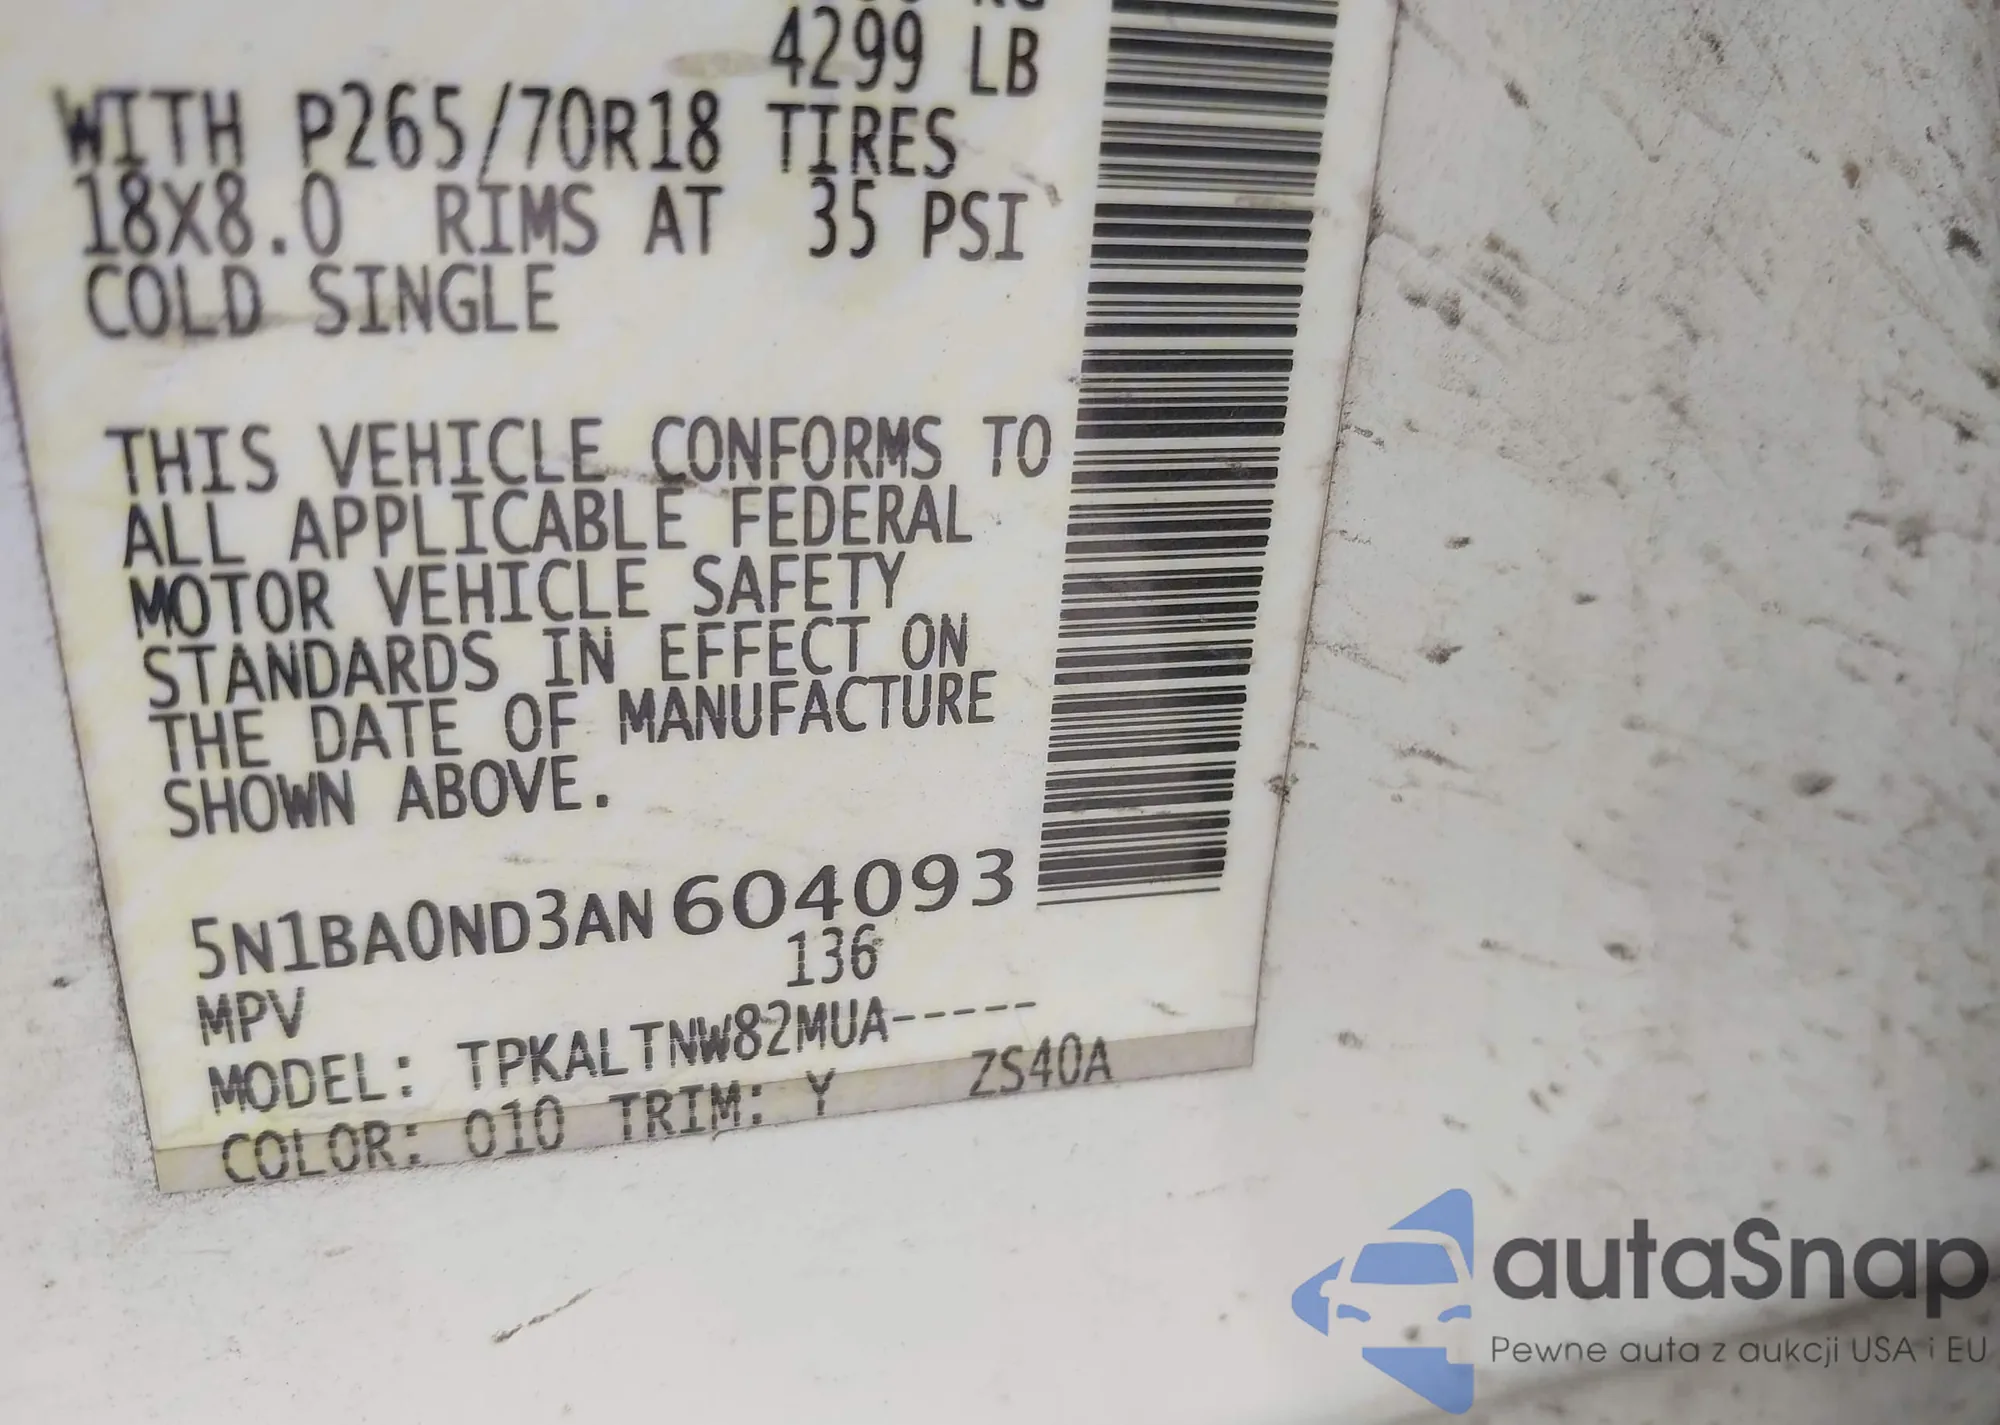 4299 LB
WITH P265/70R18 TIRES
18X8.0 RIMS AT 35 PSI
COLD SINGLE
THIS VEHICLE CONFORMS TO
ALL APPLICABLE FEDERAL
MOTOR VEHICLE SAFETY
STANDARDS IN EFFECT ON
THE DATE OF MANUFACTURE
SHOWN ABOVE.
5N1BA0ND3AN604093
136
MPV
MODEL: TPKALTNW82MUA-----
COLOR: 010 TRIM: Y ZS40A
autaSnap
Pewne auta z aukcji USA i EU